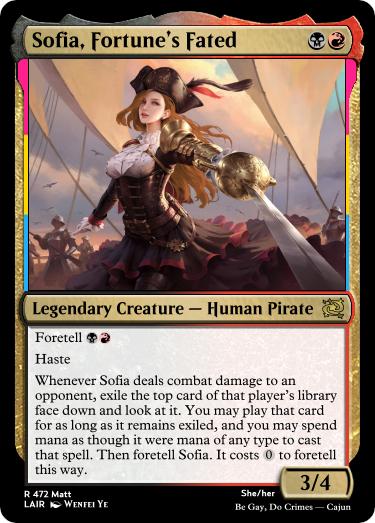 Sofia, Fortune's Fated
Legendary Creature — Human Pirate
Foretell
Haste
Whenever Sofia deals combat damage to an
opponent, exile the top card of that player's library
face down and look at it. You may play that card
for as long as it remains exiled, and you may spend
mana as though it were mana of any type to cast
that spell. Then foretell Sofia. It costs 0 to foretell
this way.
3/4
R 472 Matt
She/her
LAIR Wenfei Ye
Be Gay, Do Crimes — Cajun